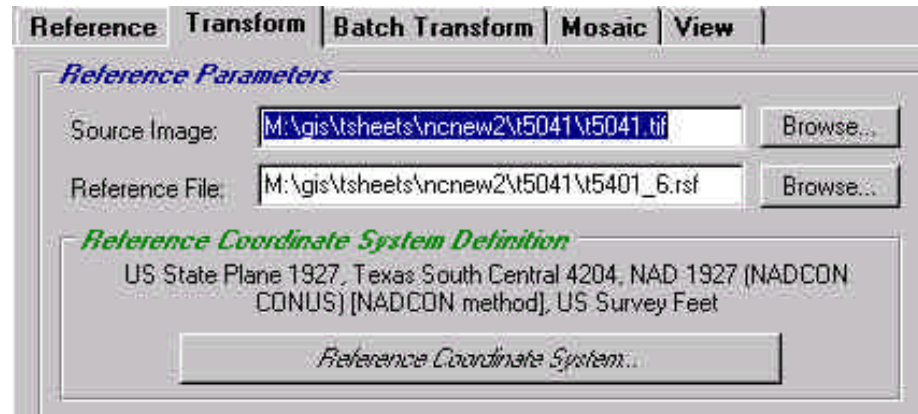 Reference Transform Batch Transform Mosaic View
Reference Parameters
Source Image: M:\gis\tsheets\ncnew2\t5041\t5041.tif Browse...
Reference File: M:\gis\tsheets\ncnew2\t5041\t5401_6.rsf Browse...
Reference Coordinate System Definition
US State Plane 1927, Texas South Central 4204, NAD 1927 (NADCON
CONUS) [NADCON method], US Survey Feet
Reference Coordinate System...